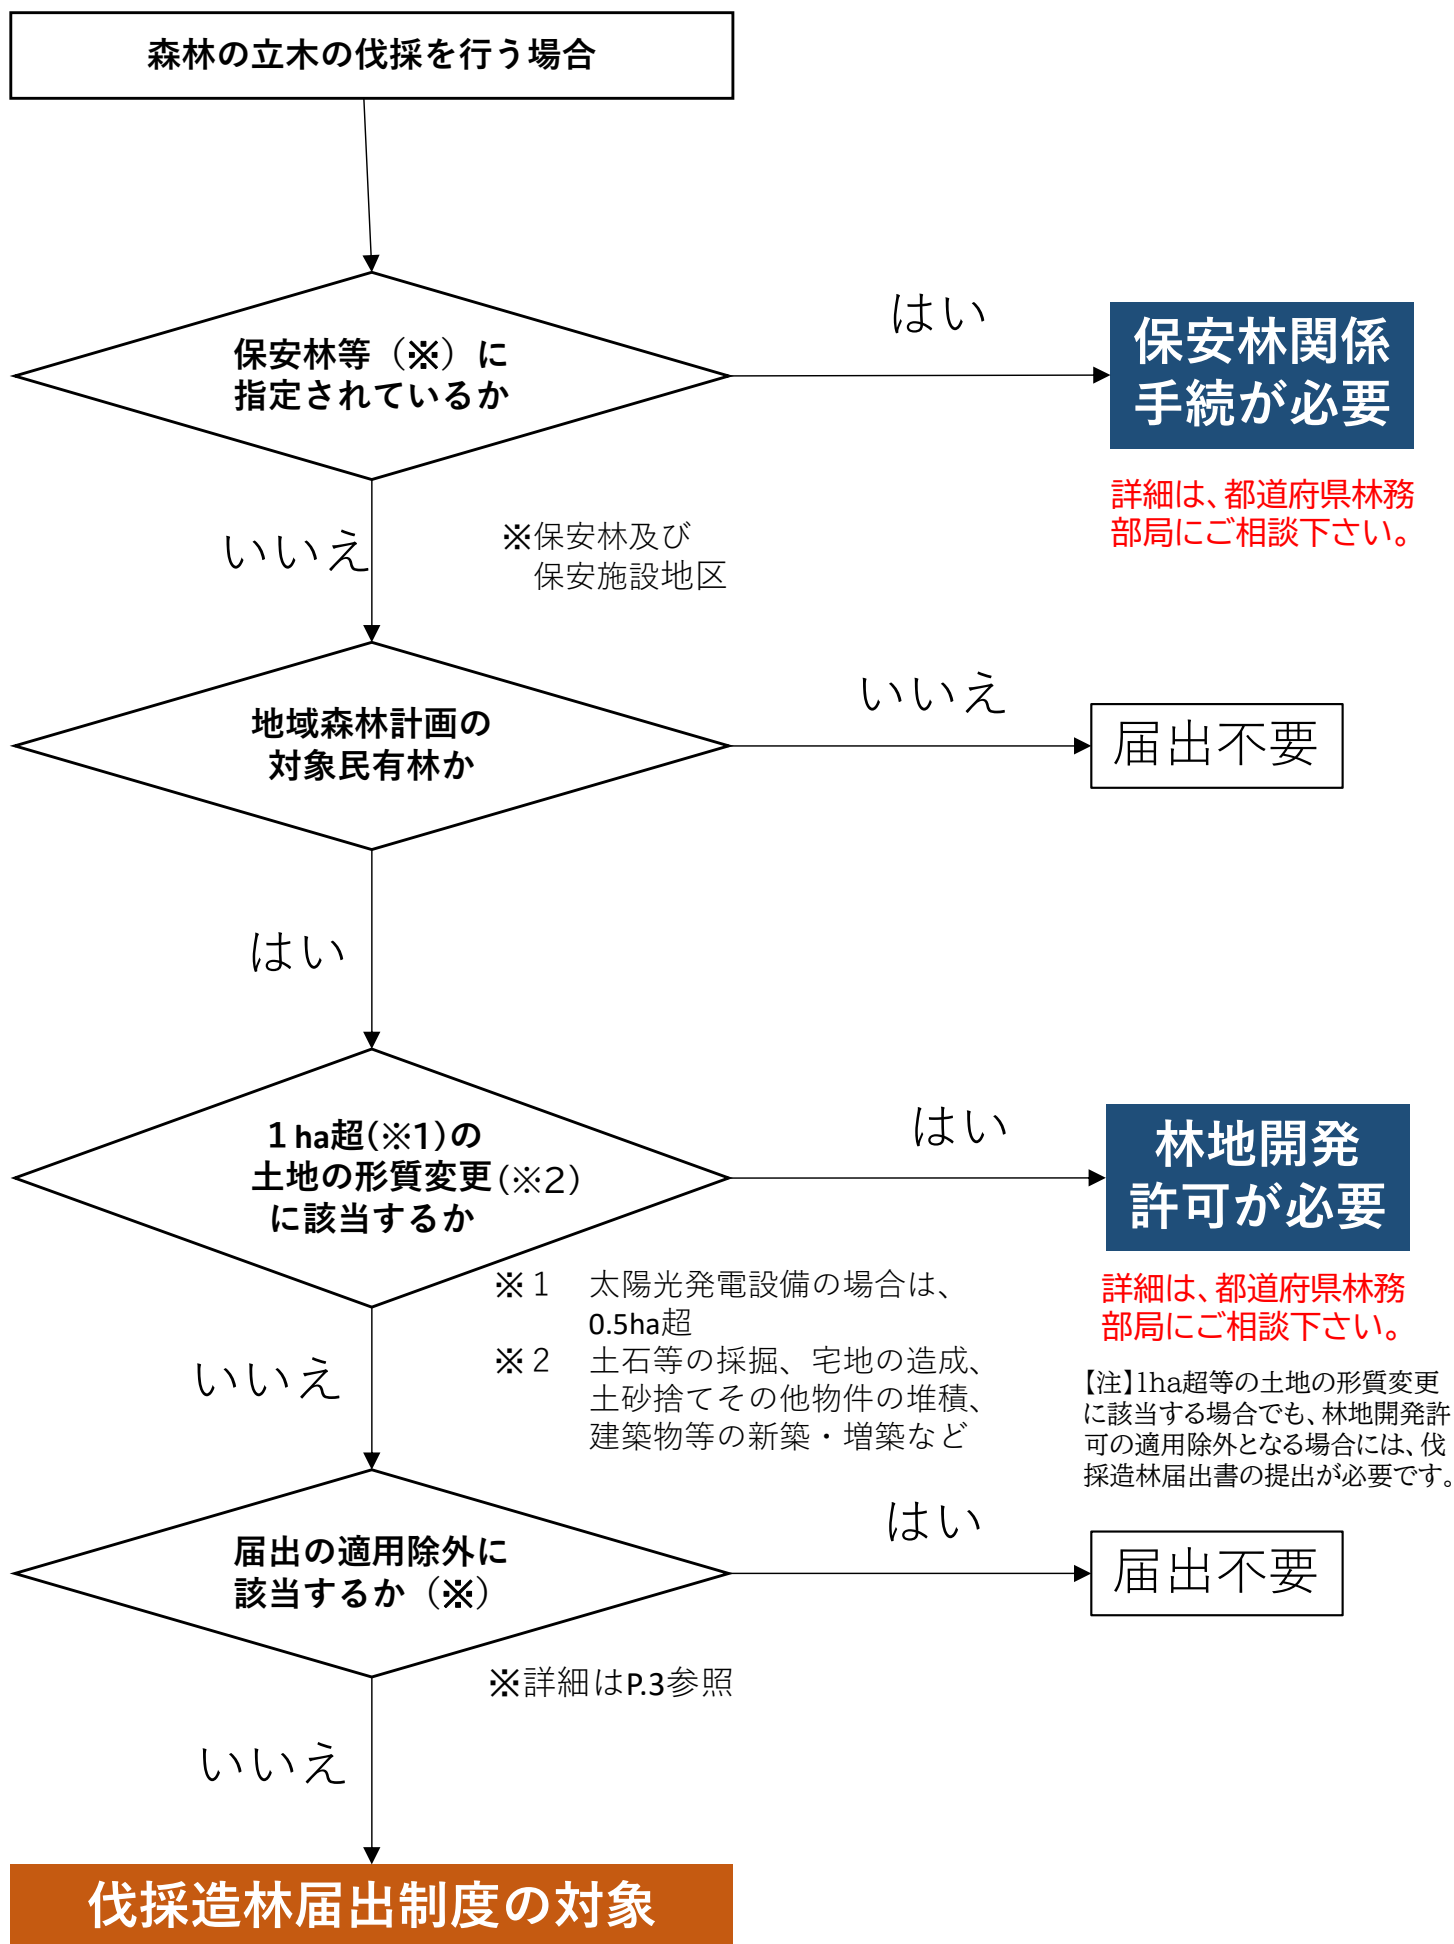 森林の立木の伐採を行う場合
保安林等（※）に
指定されているか
はい
保安林関係
手続が必要
詳細は、都道府県林務
部局にご相談下さい。
いいえ
※保安林及び
保安施設地区
地域森林計画の
対象民有林か
いいえ
届出不要
はい
１ha超(※1)の
土地の形質変更(※2)
に該当するか
はい
林地開発
許可が必要
詳細は、都道府県林務
部局にご相談下さい。
※１　太陽光発電設備の場合は、
0.5ha超
※２　土石等の採掘、宅地の造成、
土砂捨てその他物件の堆積、
建築物等の新築・増築など
【注】1ha超等の土地の形質変更
に該当する場合でも、林地開発許
可の適用除外となる場合には、伐
採造林届出書の提出が必要です。
いいえ
届出の適用除外に
該当するか（※）
はい
届出不要
※詳細はP.3参照
いいえ
伐採造林届出制度の対象